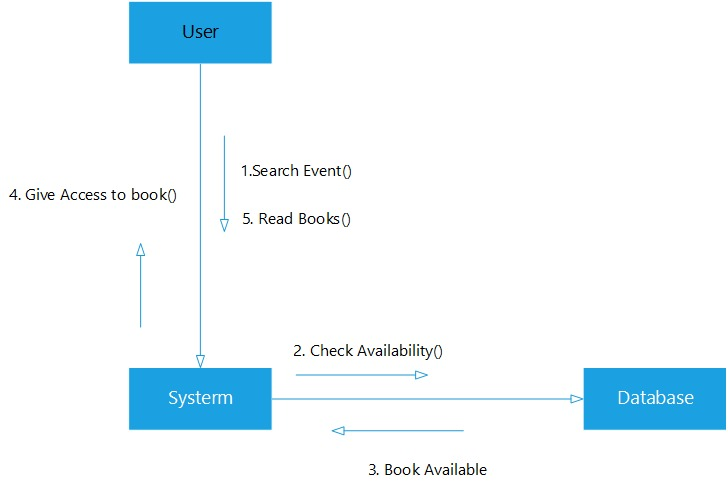 User
1.Search Event()
4. Give Access to book()
5. Read Books()
2. Check Availability()
Systerm
Database
3. Book Available